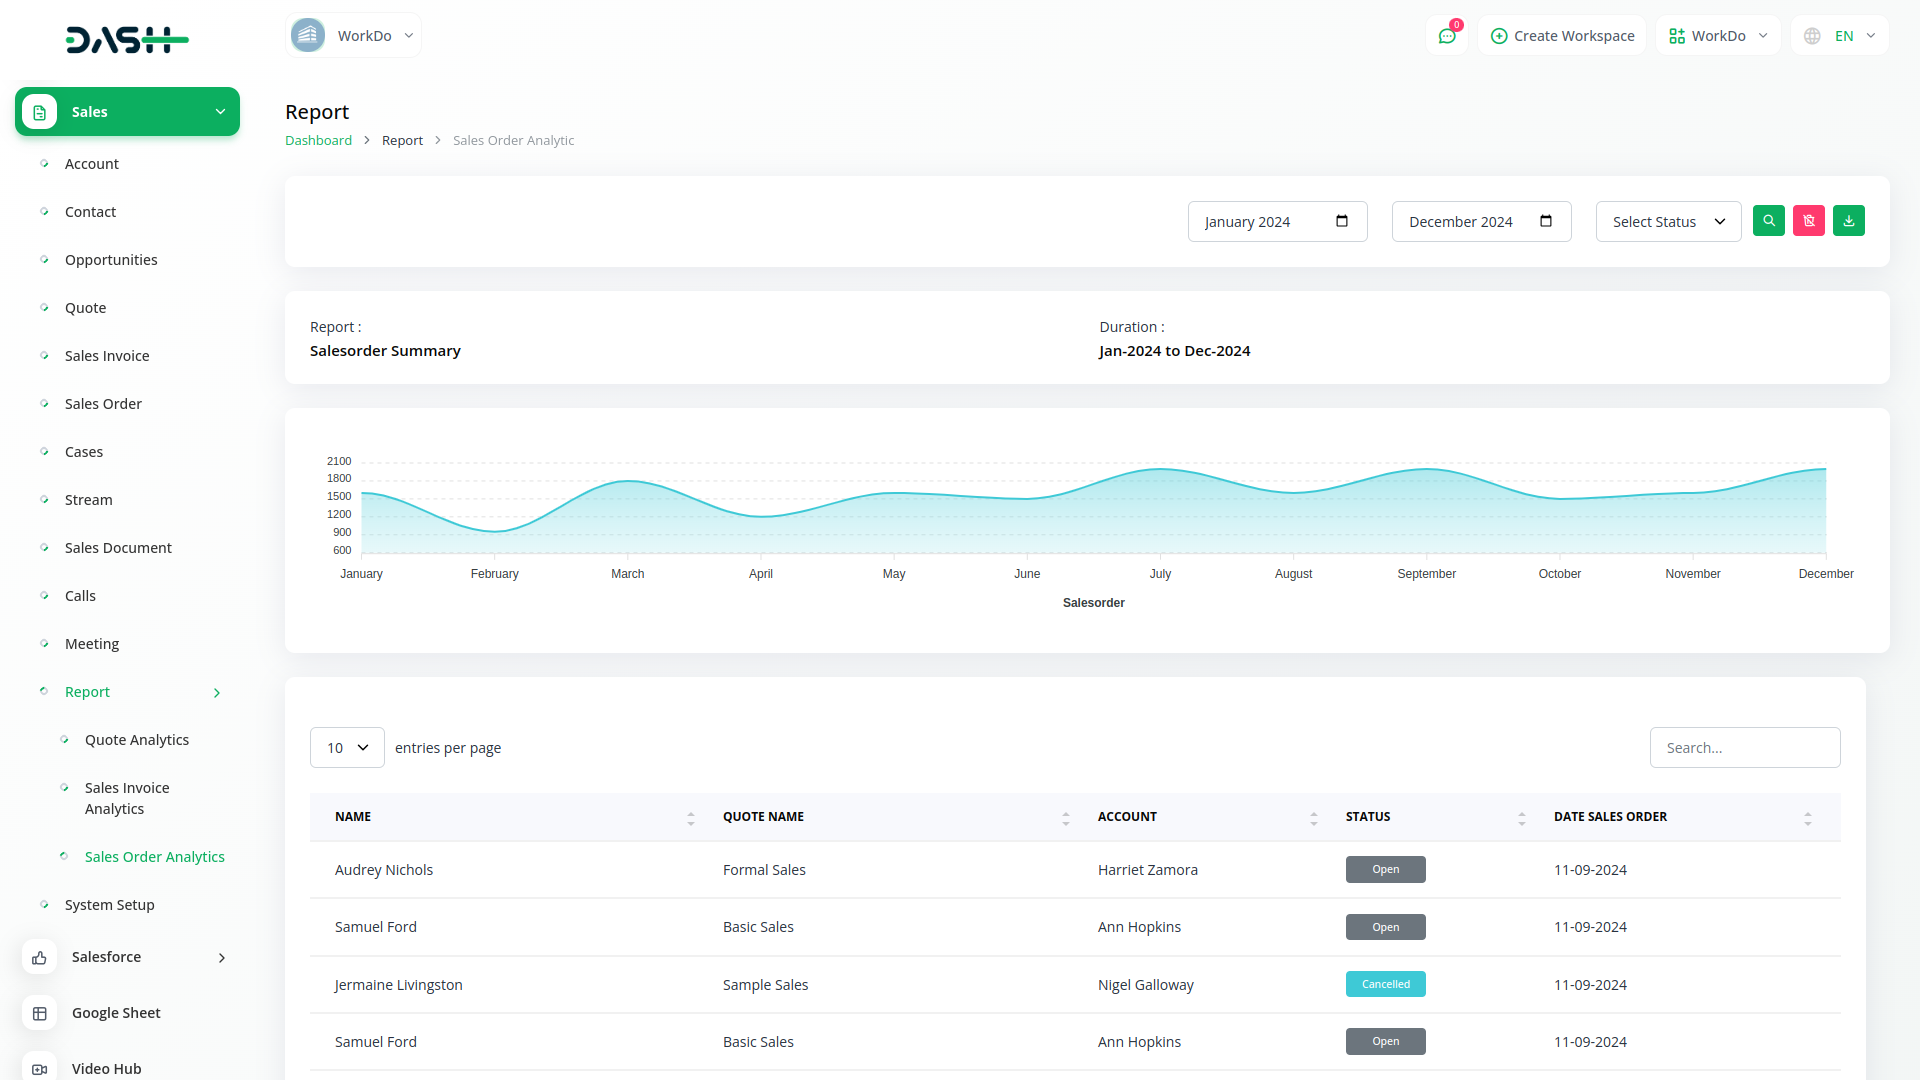 DASH
WorkDo
0
Create Workspace
WorkDo
EN
Sales
Account
Contact
Opportunities
Quote
Sales Invoice
Sales Order
Cases
Stream
Sales Document
Calls
Meeting
Report
Quote Analytics
Sales Invoice
Analytics
Sales Order Analytics
System Setup
Salesforce
Google Sheet
Video Hub
Report
Dashboard > Report > Sales Order Analytic
January 2024
December 2024
Select Status
Report :
Salesorder Summary
Duration :
Jan-2024 to Dec-2024
2100
1800
1500
1200
900
600
January February March April May June July August September October November December
Salesorder
10 entries per page
Search...
NAME QUOTE NAME ACCOUNT STATUS DATE SALES ORDER
Audrey Nichols Formal Sales Harriet Zamora Open 11-09-2024
Samuel Ford Basic Sales Ann Hopkins Open 11-09-2024
Jermaine Livingston Sample Sales Nigel Galloway Cancelled 11-09-2024
Samuel Ford Basic Sales Ann Hopkins Open 11-09-2024